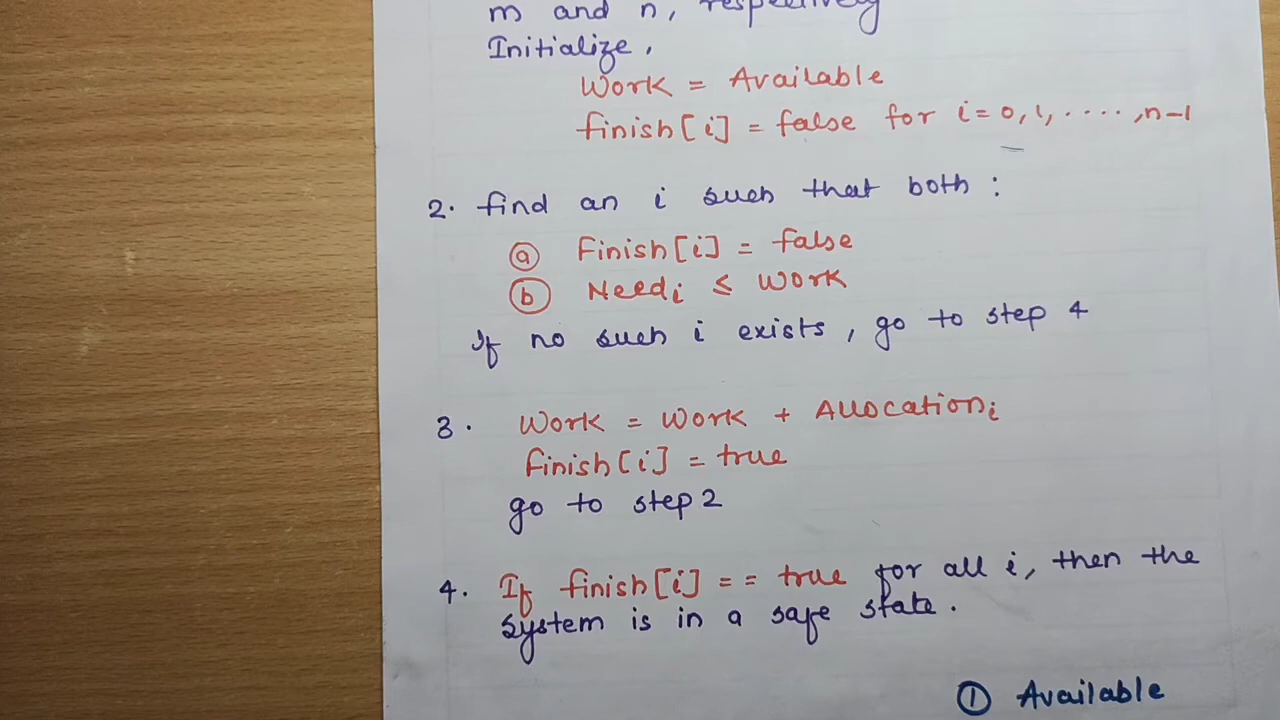 m and n, respectively
Initialize,
Work = Available
finish[i] = false for i=0,1,.....,n-1
2. find an i such that both:
ⓐ Finish[i] = false
ⓑ Needi ≤ Work
If no such i exists, go to step 4
3. Work = Work + Allocationi
finish[i] = true
go to step 2
4. If finish[i] == true for all i, then the
system is in a safe state.
① Available